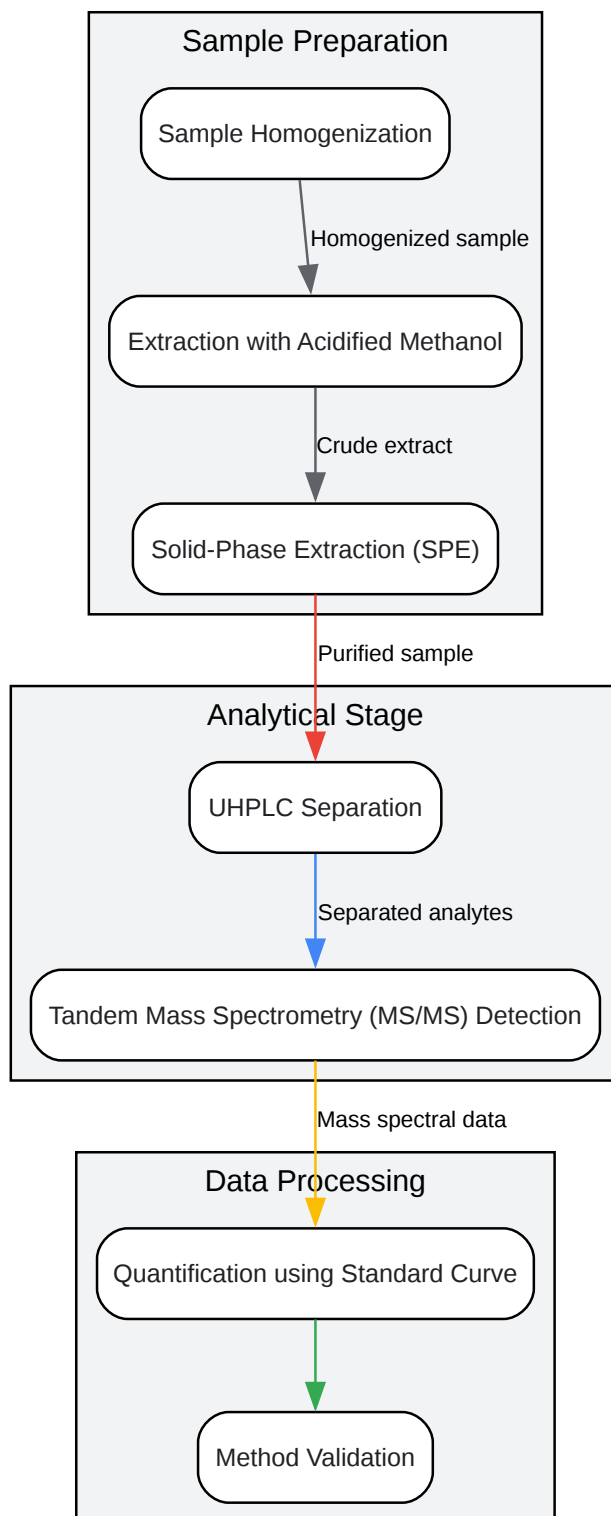 Sample Preparation
Sample Homogenization
Homogenized sample
Extraction with Acidified Methanol
Crude extract
Solid-Phase Extraction (SPE)
Purified sample
Analytical Stage
UHPLC Separation
Separated analytes
Tandem Mass Spectrometry (MS/MS) Detection
Mass spectral data
Data Processing
Quantification using Standard Curve
Method Validation